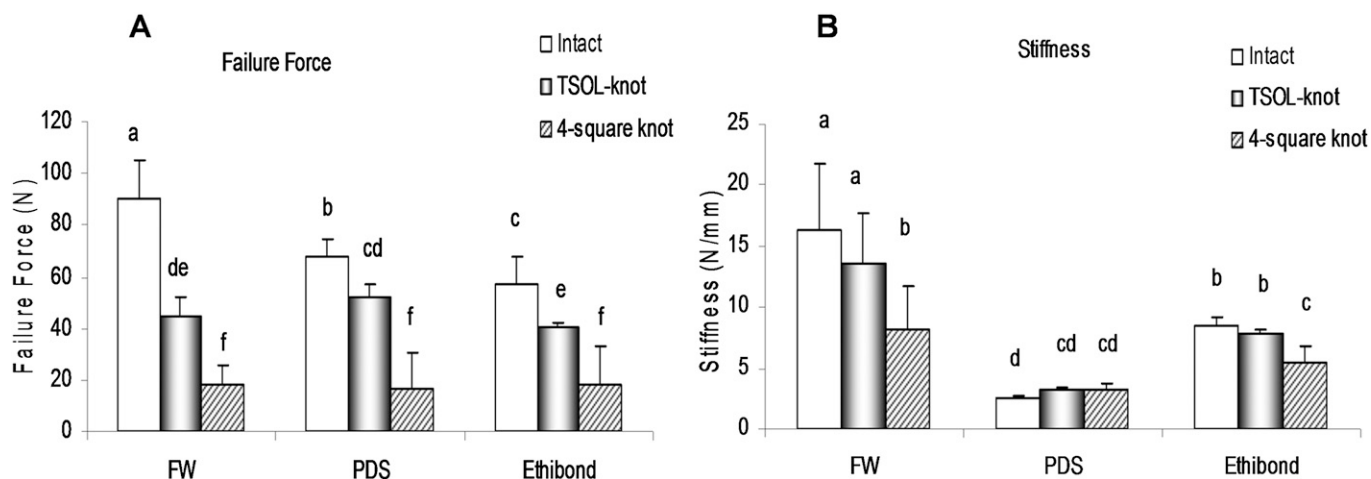 A
Failure Force
Intact
TSOL-knot
4-square knot
Failure Force (N)
120
100
80
60
40
20
0
a
de
f
b
cd
f
c
e
f
FW
PDS
Ethibond
B
Stiffness
Intact
TSOL-knot
4-square knot
Stiffness (N/mm)
25
20
15
10
5
0
a
a
b
d
cd
cd
b
b
c
FW
PDS
Ethibond